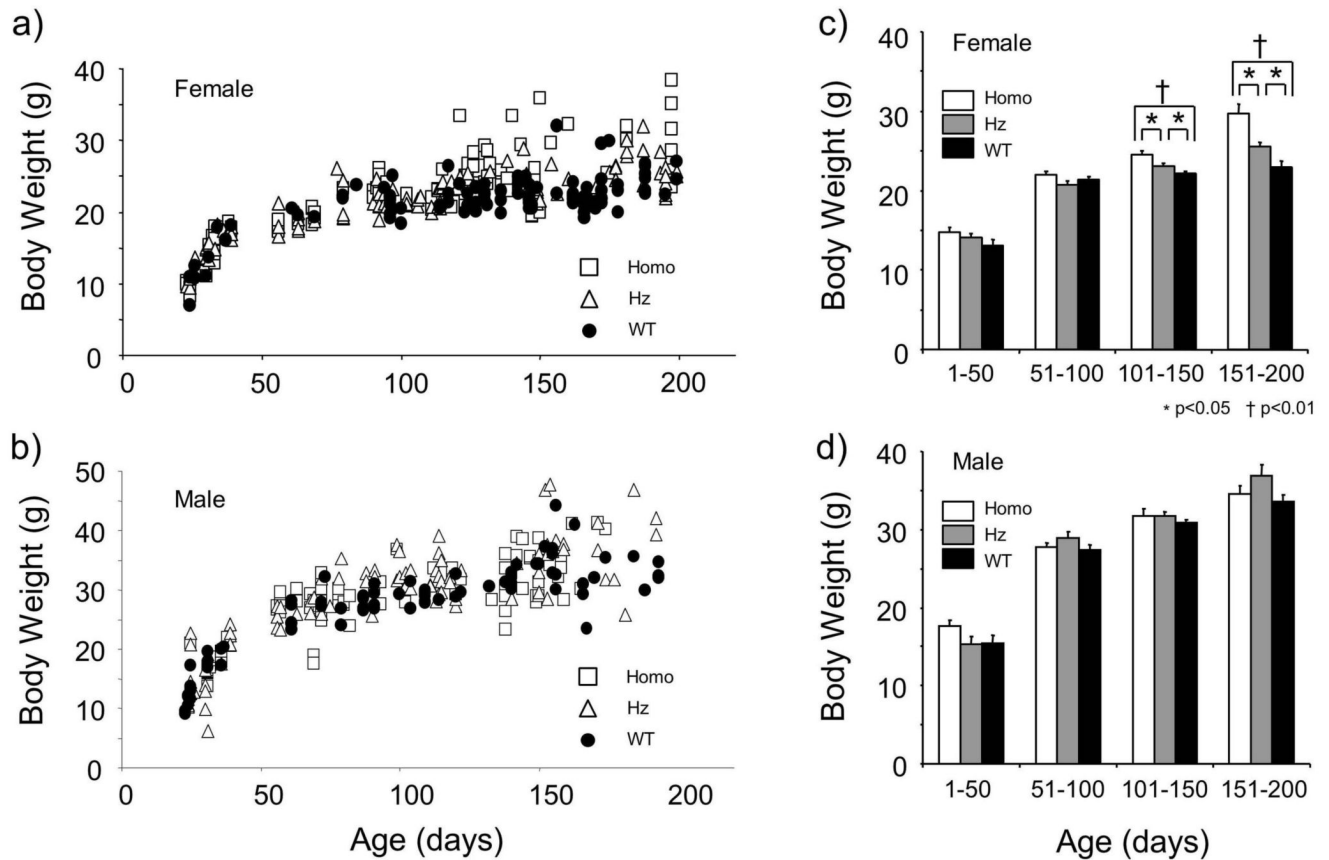 a)
Female
Body Weight (g)
40
30
20
10
0
0 50 100 150 200
Homo
Hz
WT
b)
Male
Body Weight (g)
50
40
30
20
10
0
0 50 100 150 200
Homo
Hz
WT
Age (days)
c)
Female
Body Weight (g)
40
30
20
10
0
Homo
Hz
WT
†
* *
†
* *
1-50 51-100 101-150 151-200
* p<0.05 † p<0.01
d)
Male
Body Weight (g)
40
30
20
10
0
Homo
Hz
WT
1-50 51-100 101-150 151-200
Age (days)